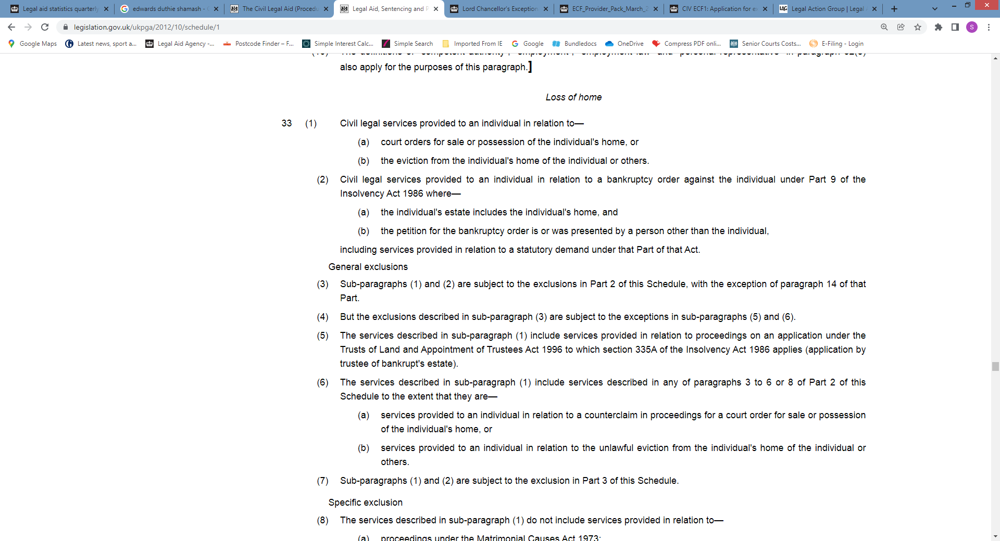 Legal aid statistics quarterly
edwards duthie shamash -
The Civil Legal Aid (Procedu
Legal Aid, Sentencing and P
Lord Chancellor's Exception
ECF_Provider_Pack_March_2
CIV ECF1: Application for e
Legal Action Group | Legal
legislation.gov.uk/ukpga/2012/10/schedule/1
S
Google Maps
Latest news, sport a...
Legal Aid Agency -...
Postcode Finder – F...
Simple Interest Calc...
Simple Search
Imported From IE
Google
Bundledocs
OneDrive
Compress PDF onli...
Senior Courts Costs...
E-Filing - Login
The definitions of "competent authority", "employment", "employment law" and "personal representative" in paragraph
also apply for the purposes of this paragraph.]
Loss of home
33 (1) Civil legal services provided to an individual in relation to—
(a) court orders for sale or possession of the individual's home, or
(b) the eviction from the individual's home of the individual or others.
(2) Civil legal services provided to an individual in relation to a bankruptcy order against the individual under Part 9 of the
Insolvency Act 1986 where—
(a) the individual's estate includes the individual's home, and
(b) the petition for the bankruptcy order is or was presented by a person other than the individual,
including services provided in relation to a statutory demand under that Part of that Act.
General exclusions
(3) Sub-paragraphs (1) and (2) are subject to the exclusions in Part 2 of this Schedule, with the exception of paragraph 14 of that
Part.
(4) But the exclusions described in sub-paragraph (3) are subject to the exceptions in sub-paragraphs (5) and (6).
(5) The services described in sub-paragraph (1) include services provided in relation to proceedings on an application under the
Trusts of Land and Appointment of Trustees Act 1996 to which section 335A of the Insolvency Act 1986 applies (application by
trustee of bankrupt's estate).
(6) The services described in sub-paragraph (1) include services described in any of paragraphs 3 to 6 or 8 of Part 2 of this
Schedule to the extent that they are—
(a) services provided to an individual in relation to a counterclaim in proceedings for a court order for sale or possession
of the individual's home, or
(b) services provided to an individual in relation to the unlawful eviction from the individual's home of the individual or
others.
(7) Sub-paragraphs (1) and (2) are subject to the exclusion in Part 3 of this Schedule.
Specific exclusion
(8) The services described in sub-paragraph (1) do not include services provided in relation to—
(a) proceedings under the Matrimonial Causes Act 1973;